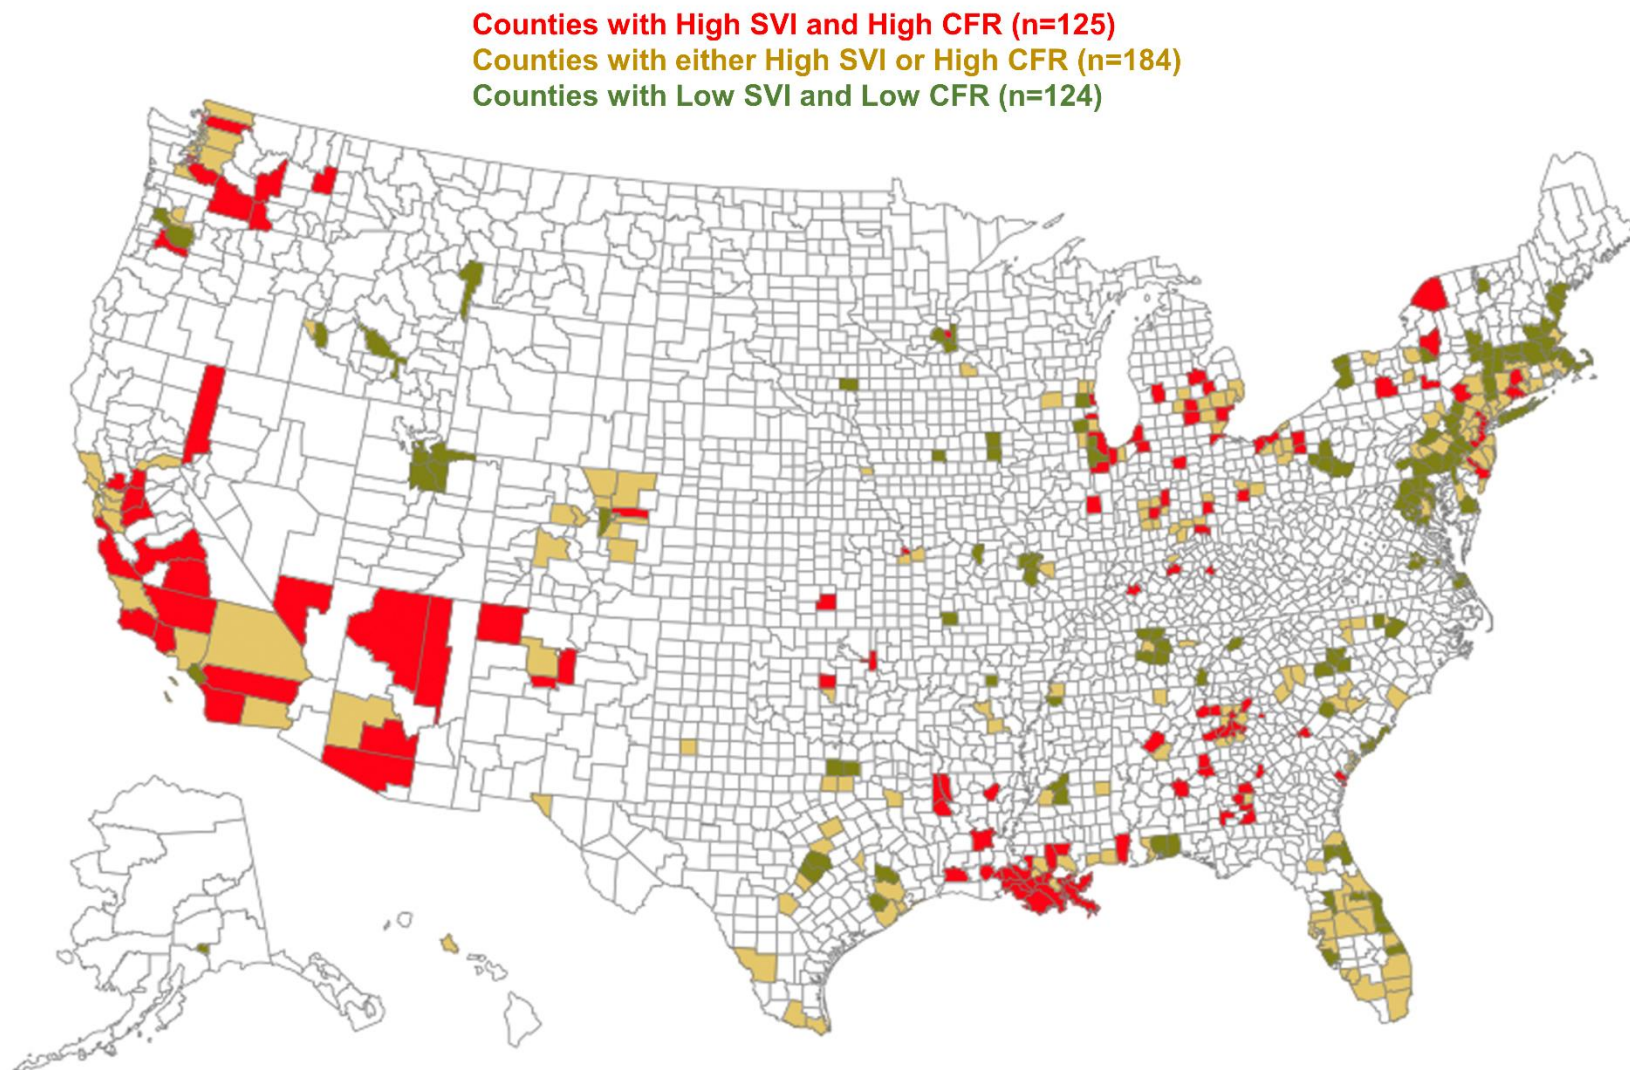 Counties with High SVI and High CFR (n=125)
Counties with either High SVI or High CFR (n=184)
Counties with Low SVI and Low CFR (n=124)